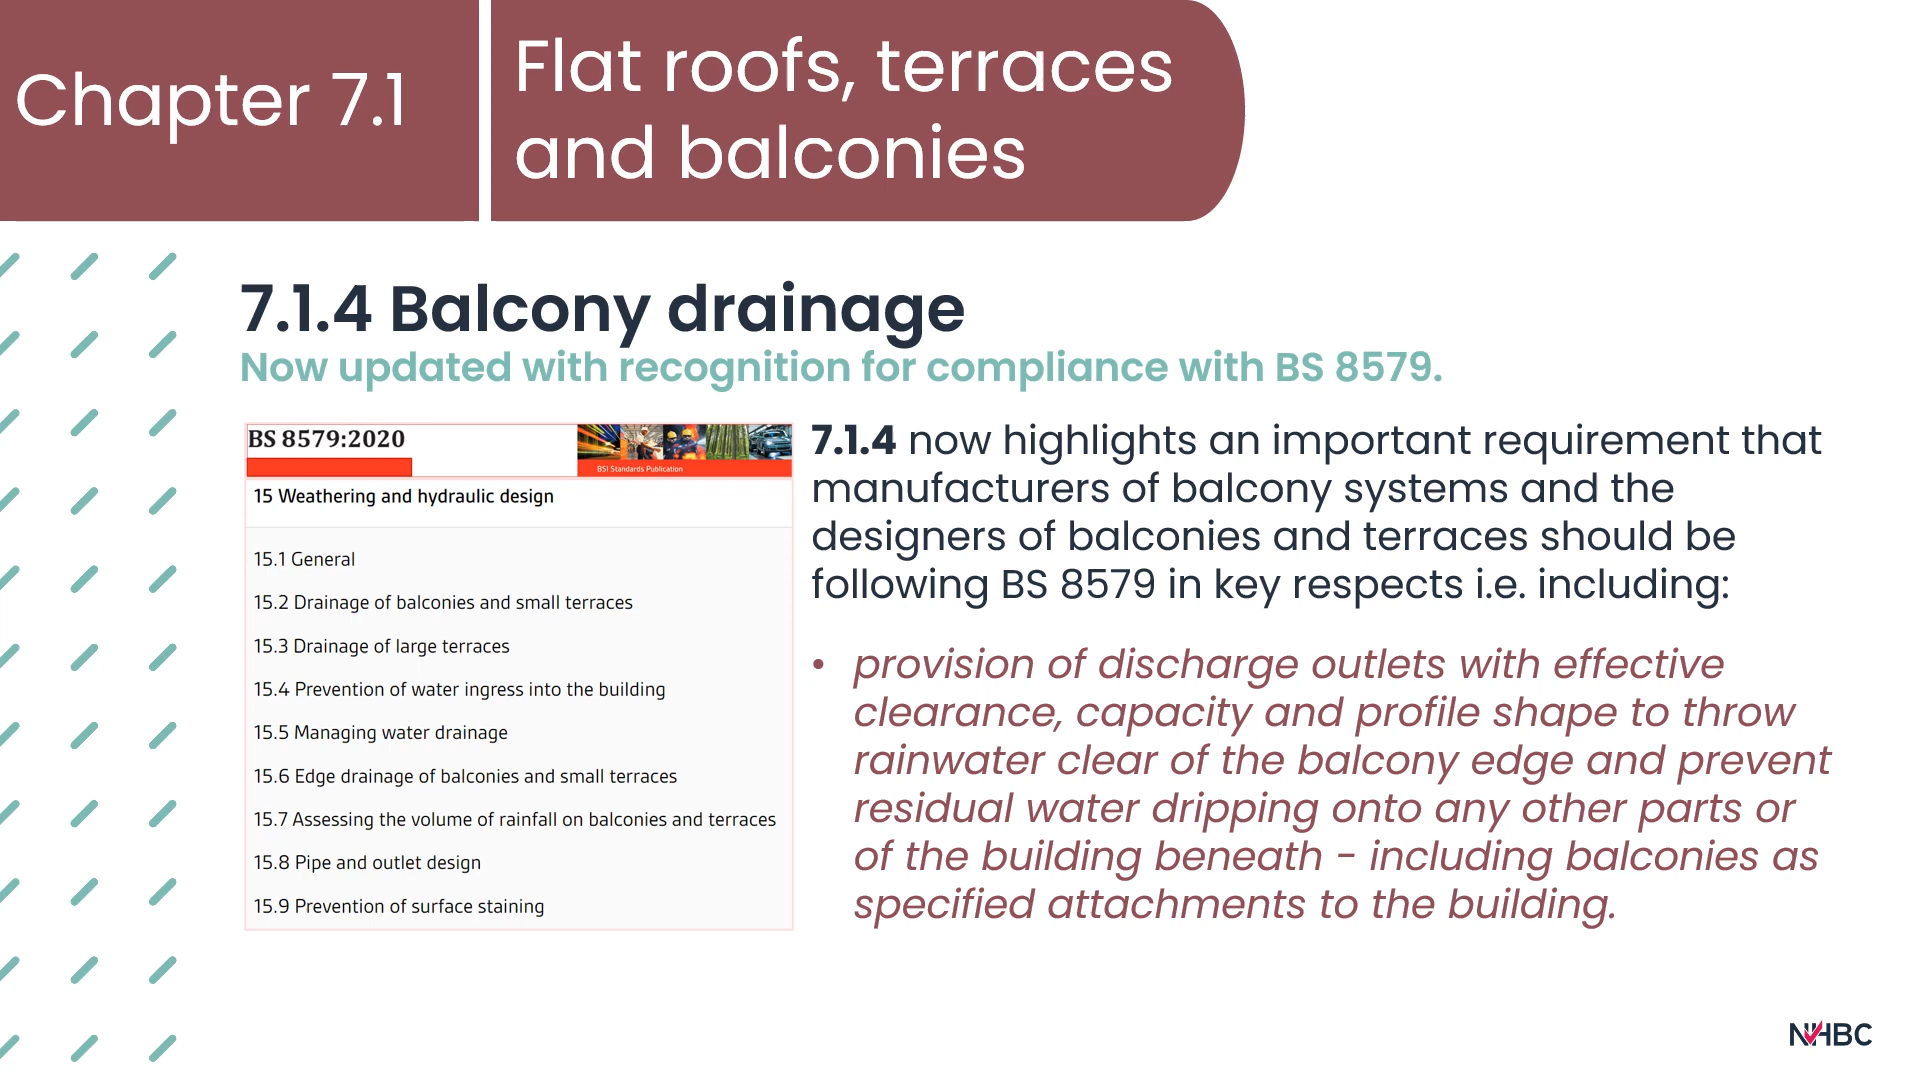 Chapter 7.1
Flat roofs, terraces
and balconies
7.1.4 Balcony drainage
Now updated with recognition for compliance with BS 8579.
BS 8579:2020
BSI Standards Publication
15 Weathering and hydraulic design
15.1 General
15.2 Drainage of balconies and small terraces
15.3 Drainage of large terraces
15.4 Prevention of water ingress into the building
15.5 Managing water drainage
15.6 Edge drainage of balconies and small terraces
15.7 Assessing the volume of rainfall on balconies and terraces
15.8 Pipe and outlet design
15.9 Prevention of surface staining
7.1.4 now highlights an important requirement that
manufacturers of balcony systems and the
designers of balconies and terraces should be
following BS 8579 in key respects i.e. including:
• provision of discharge outlets with effective
clearance, capacity and profile shape to throw
rainwater clear of the balcony edge and prevent
residual water dripping onto any other parts or
of the building beneath - including balconies as
specified attachments to the building.
NHBC